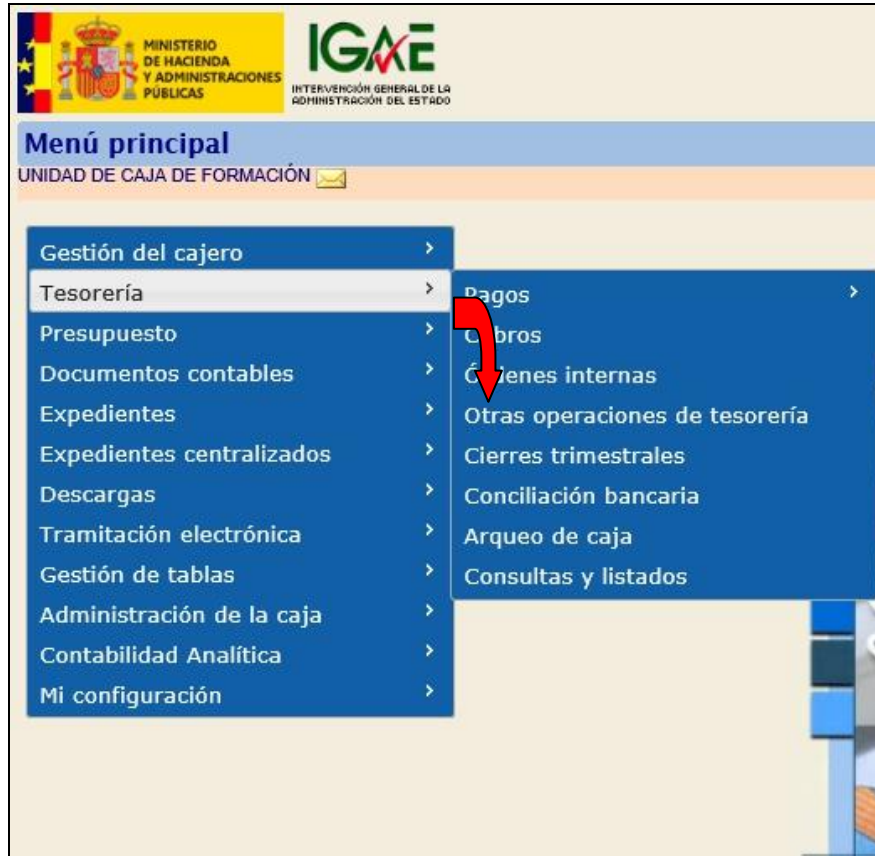 MINISTERIO
DE HACIENDA
Y ADMINISTRACIONES
PÚBLICAS
IGAE
INTERVENCIÓN GENERAL DE LA
ADMINISTRACIÓN DEL ESTADO
Menú principal
UNIDAD DE CAJA DE FORMACIÓN
Gestión del cajero
Tesorería
Presupuesto
Documentos contables
Expedientes
Expedientes centralizados
Descargas
Tramitación electrónica
Gestión de tablas
Administración de la caja
Contabilidad Analítica
Mi configuración
Pagos
Cobros
Órdenes internas
Otras operaciones de tesorería
Cierres trimestrales
Conciliación bancaria
Arqueo de caja
Consultas y listados